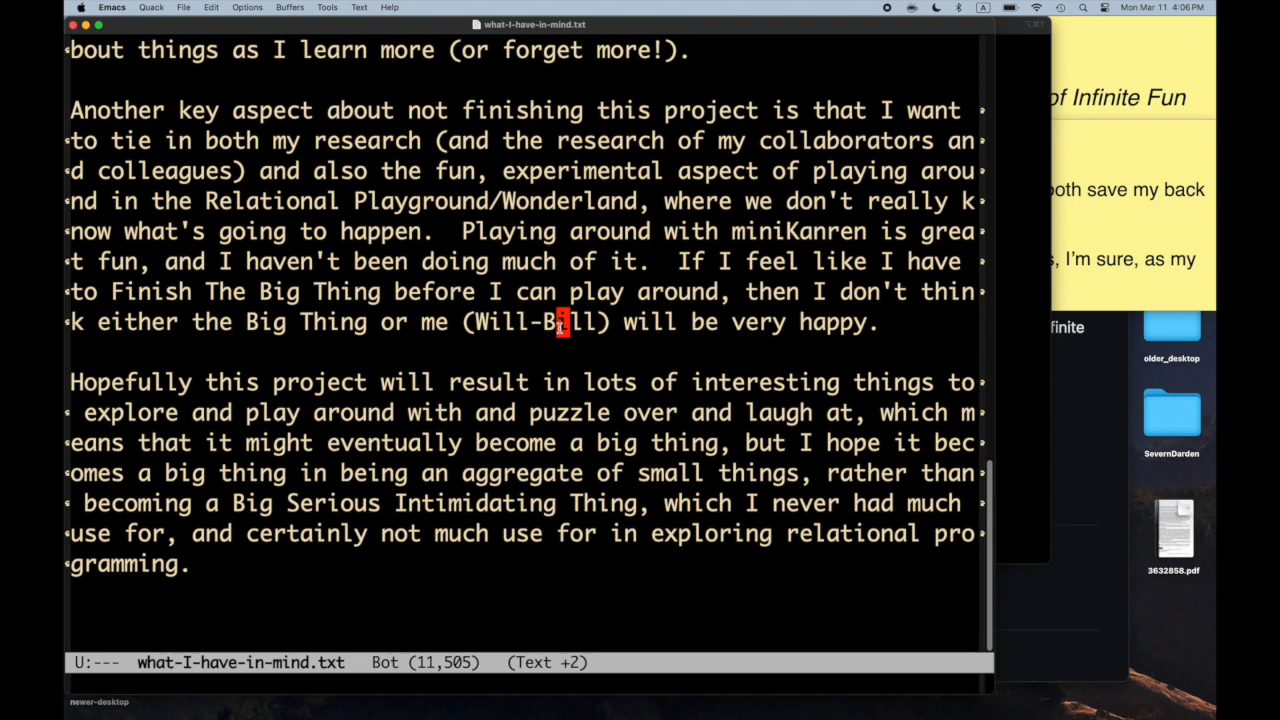 Emacs Quack File Edit Options Buffers Tools Text Help
A
Mon Mar 11 4:06 PM
what-I-have-in-mind.txt
⌥⌘1
bout things as I learn more (or forget more!).
Another key aspect about not finishing this project is that I want
to tie in both my research (and the research of my collaborators an
d colleagues) and also the fun, experimental aspect of playing arou
nd in the Relational Playground/Wonderland, where we don't really k
now what's going to happen.  Playing around with miniKanren is grea
t fun, and I haven't been doing much of it.  If I feel like I have
to Finish The Big Thing before I can play around, then I don't thin
k either the Big Thing or me (Will-Bill) will be very happy.
Hopefully this project will result in lots of interesting things to
explore and play around with and puzzle over and laugh at, which m
eans that it might eventually become a big thing, but I hope it bec
omes a big thing in being an aggregate of small things, rather than
becoming a Big Serious Intimidating Thing, which I never had much
use for, and certainly not much use for in exploring relational pro
gramming.
U:--- what-I-have-in-mind.txt Bot (11,505) (Text +2)
newer-desktop
of Infinite Fun
both save my back
s, I'm sure, as my
finite
older_desktop
SevernDarden
3632858.pdf